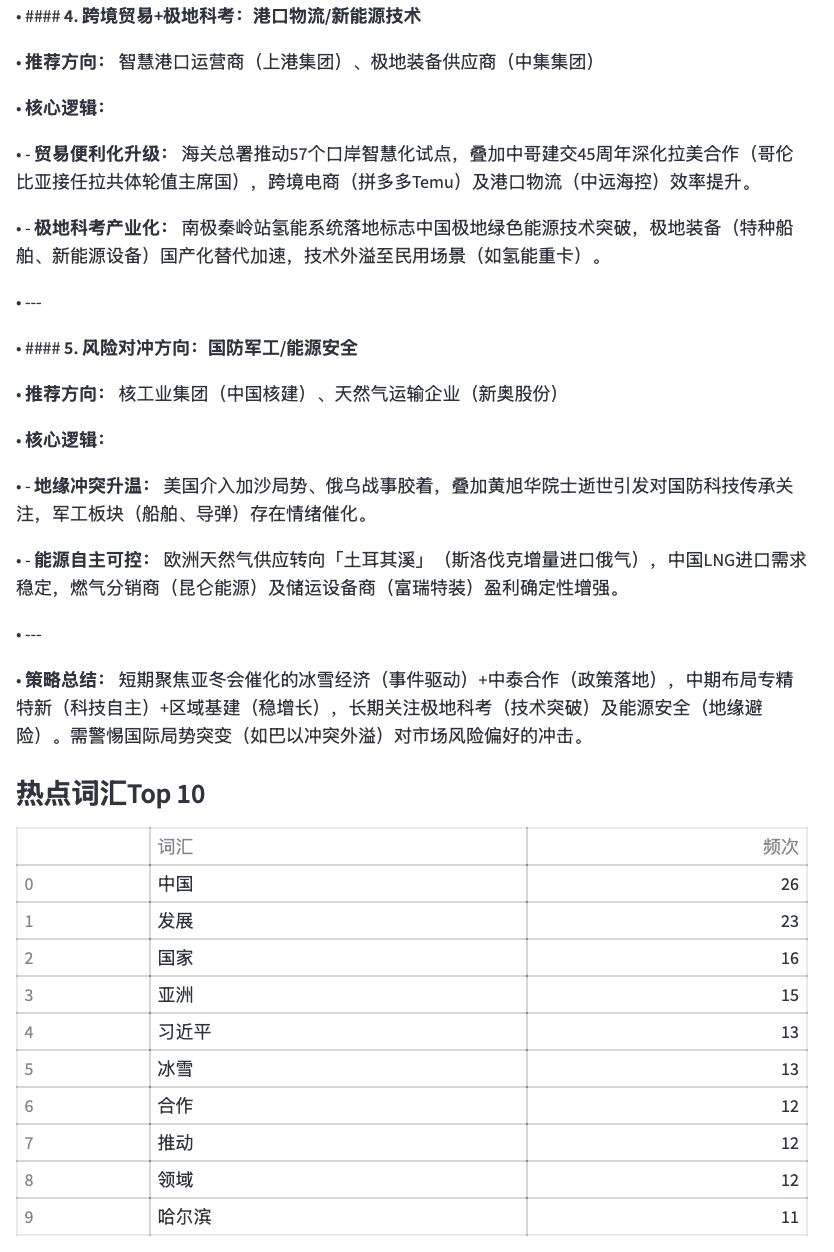 • #### 4. 跨境贸易+极地科考：港口物流/新能源技术
• 推荐方向： 智慧港口运营商（上港集团）、极地装备供应商（中集集团）
• 核心逻辑：
• - 贸易便利化升级： 海关总署推动57个口岸智慧化试点，叠加中哥建交45周年深化拉美合作（哥伦
比亚接任拉共体轮值主席国），跨境电商（拼多多Temu）及港口物流（中远海控）效率提升。
• - 极地科考产业化： 南极秦岭站氢能系统落地标志中国极地绿色能源技术突破，极地装备（特种船
舶、新能源设备）国产化替代加速，技术外溢至民用场景（如氢能重卡）。
• ---
• #### 5. 风险对冲方向：国防军工/能源安全
• 推荐方向： 核工业集团（中国核建）、天然气运输企业（新奥股份）
• 核心逻辑：
• - 地缘冲突升温： 美国介入加沙局势、俄乌战事胶着，叠加黄旭华院士逝世引发对国防科技传承关
注，军工板块（船舶、导弹）存在情绪催化。
• - 能源自主可控： 欧洲天然气供应转向「土耳其溪」（斯洛伐克增量进口俄气），中国LNG进口需求
稳定，燃气分销商（昆仑能源）及储运设备商（富瑞特装）盈利确定性增强。
• ---
• 策略总结： 短期聚焦亚冬会催化的冰雪经济（事件驱动）+中泰合作（政策落地），中期布局专精
特新（科技自主）+区域基建（稳增长），长期关注极地科考（技术突破）及能源安全（地缘避
险）。需警惕国际局势突变（如巴以冲突外溢）对市场风险偏好的冲击。
热点词汇Top 10
词汇 频次
0 中国 26
1 发展 23
2 国家 16
3 亚洲 15
4 习近平 13
5 冰雪 13
6 合作 12
7 推动 12
8 领域 12
9 哈尔滨 11